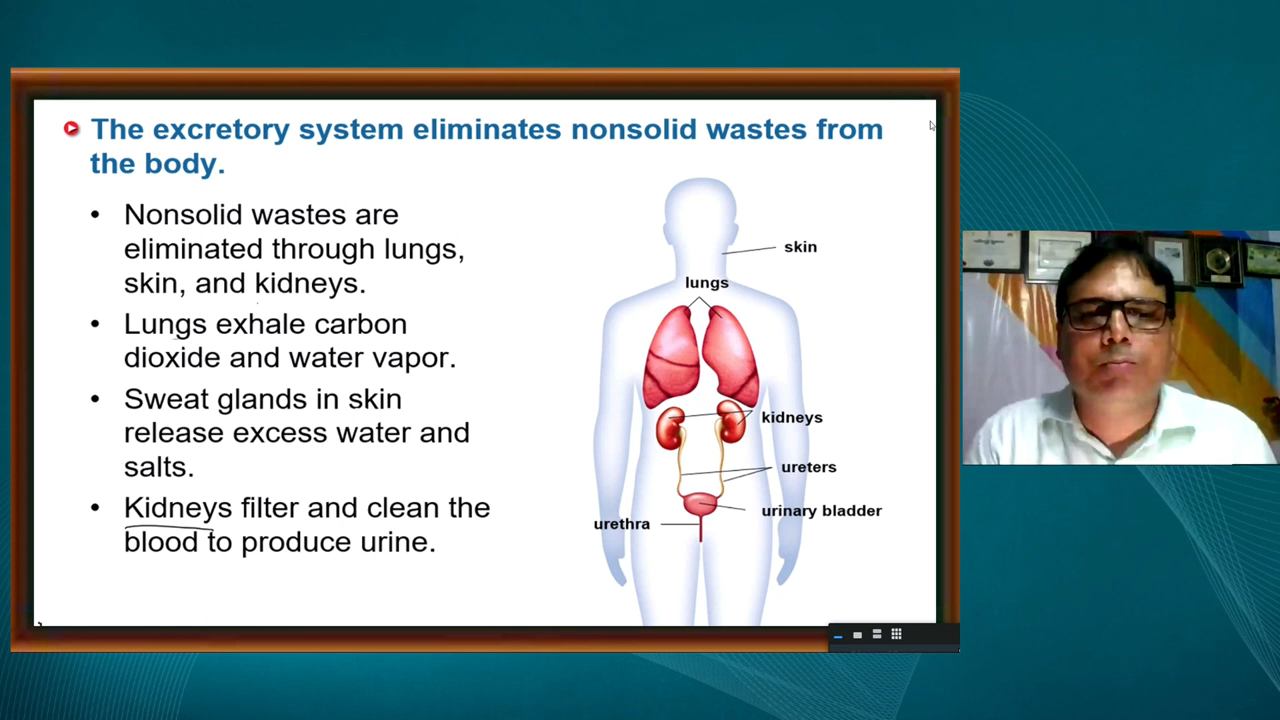 The excretory system eliminates nonsolid wastes from
the body.
• Nonsolid wastes are
eliminated through lungs,
skin, and kidneys.
• Lungs exhale carbon
dioxide and water vapor.
• Sweat glands in skin
release excess water and
salts.
• Kidneys filter and clean the
blood to produce urine.
skin
lungs
kidneys
ureters
urinary bladder
urethra